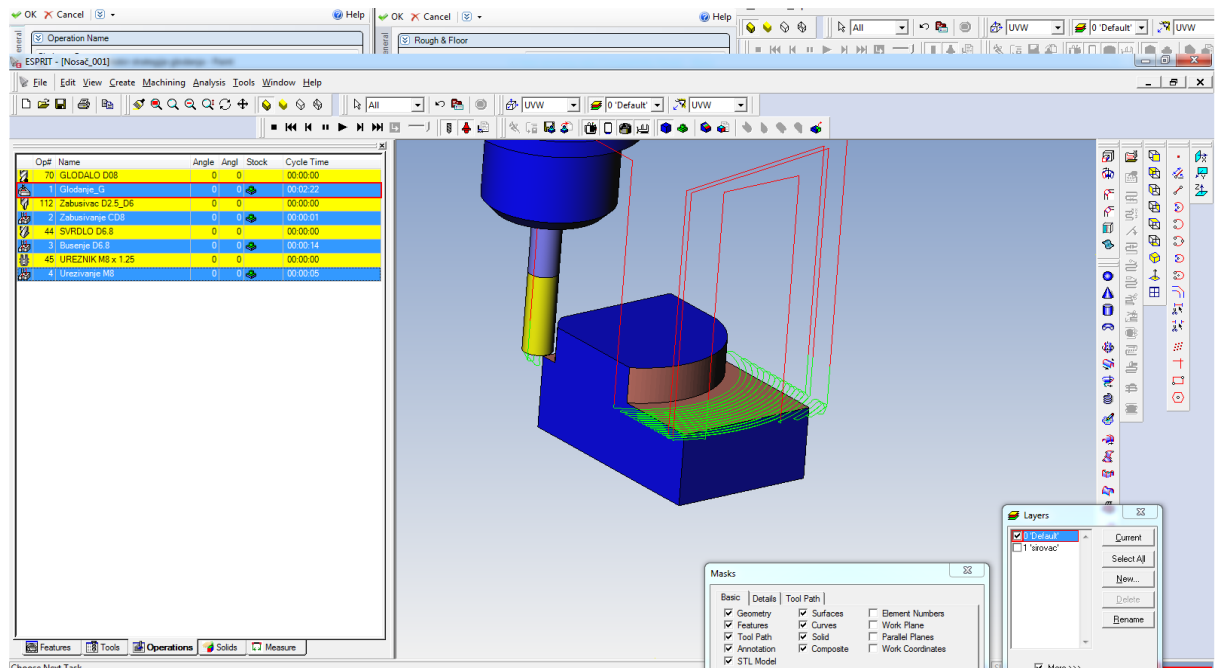 OK Cancel Help OK Cancel Help All UVW 0 'Default' UVW
General Operation Name General Rough & Floor
ESPRIT - [Nosač_001]
File Edit View Create Machining Analysis Tools Window Help
All UVW 0 'Default' UVW
Op# Name Angle Angl Stock Cycle Time
70 GLODALO D08 0 0 00:00:00
1 Glodanje_G 0 0 00:02:22
112 Zabusivac D2.5_D6 0 0 00:00:00
2 Zabusivanje CD8 0 0 00:00:01
44 SVRDLO D6.8 0 0 00:00:00
3 Busenje D6.8 0 0 00:00:14
45 UREZNIK M8 x 1.25 0 0 00:00:00
4 Urezivanje M8 0 0 00:00:05
Layers
0 'Default' Current
1 'sirovac'
Select All
New...
Delete
Rename
More >>>
Masks
Basic Details Tool Path
Geometry Surfaces Element Numbers
Features Curves Work Plane
Tool Path Solid Parallel Planes
Annotation Composite Work Coordinates
STL Model
Features Tools Operations Solids Measure
Choose Next Task